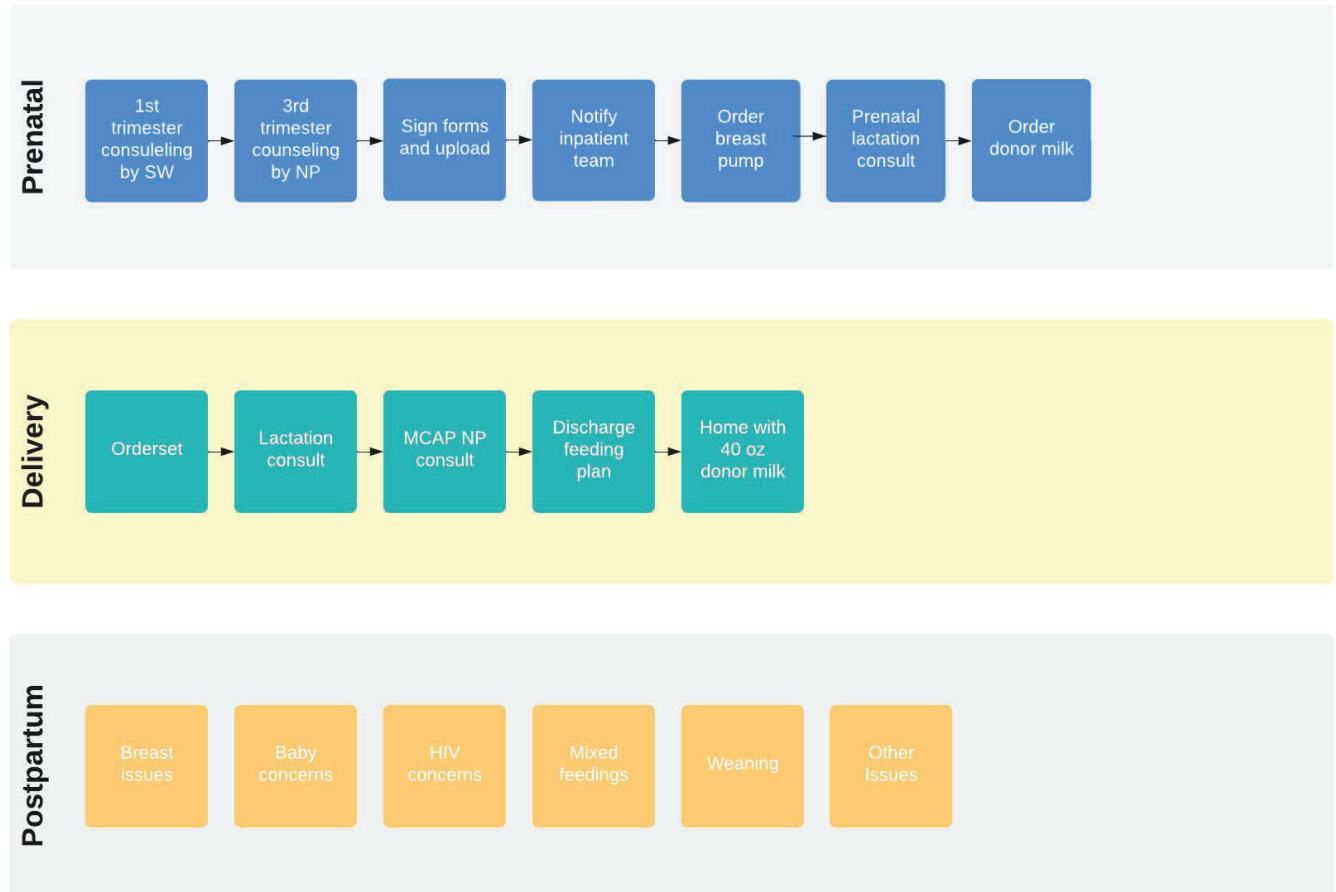 Prenatal
1st
trimester
consuleling
by SW
3rd
trimester
counseling
by NP
Sign forms
and upload
Notify
inpatient
team
Order
breast
pump
Prenatal
lactation
consult
Order
donor milk
Delivery
Orderset
Lactation
consult
MCAP NP
consult
Discharge
feeding
plan
Home with
40 oz
donor milk
Postpartum
Breast
issues
Baby
concerns
HIV
concerns
Mixed
feedings
Weaning
Other
Issues